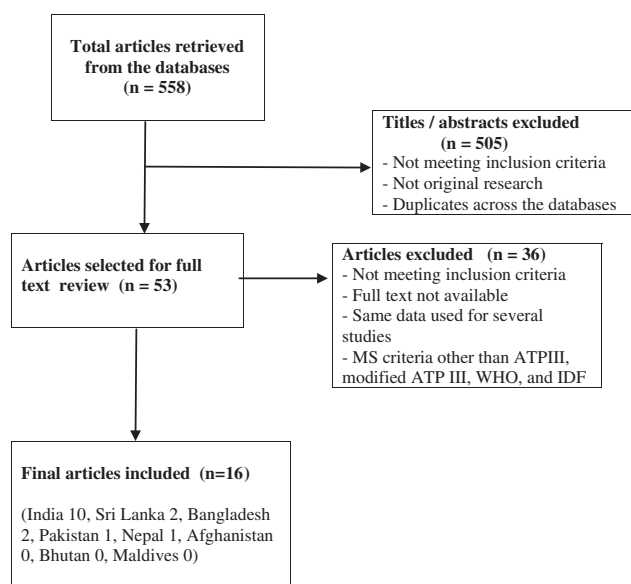 Total articles retrieved
from the databases
(n = 558)
Titles / abstracts excluded
(n = 505)
- Not meeting inclusion criteria
- Not original research
- Duplicates across the databases
Articles selected for full
text review (n = 53)
Articles excluded (n = 36)
- Not meeting inclusion criteria
- Full text not available
- Same data used for several
studies
- MS criteria other than ATPIII,
modified ATP III, WHO, and IDF
Final articles included (n=16)
(India 10, Sri Lanka 2, Bangladesh
2, Pakistan 1, Nepal 1, Afghanistan
0, Bhutan 0, Maldives 0)